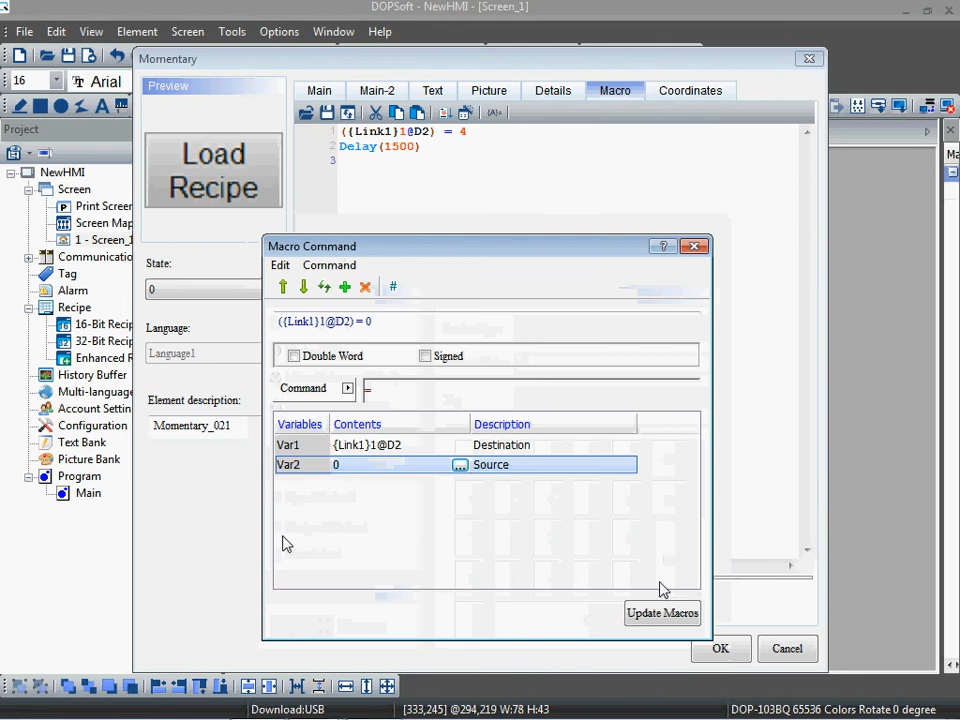 DOPSoft - NewHMI - [Screen_1]
File Edit View Element Screen Tools Options Window Help
Momentary
16 Arial
Preview
Main Main-2 Text Picture Details Macro Coordinates
Load
Recipe
1 ({Link1}1@D2) = 4
2 Delay(1500)
3
Project
NewHMI
Screen
Print Screen
Screen Map
1 - Screen_1
Communicatio
Tag
Alarm
Recipe
16-Bit Recip
32-Bit Recip
Enhanced R
History Buffer
Multi-language
Account Settin
Configuration
Text Bank
Picture Bank
Program
Main
State:
0
Language:
Language1
Element description:
Momentary_021
Macro Command
Edit Command
({Link1}1@D2) = 0
Double Word Signed
Command =
Variables Contents Description
Var1 {Link1}1@D2 Destination
Var2 0 ... Source
Update Macros
OK Cancel
Ma
Download:USB [333,245] @294,219 W:78 H:43 DOP-103BQ 65536 Colors Rotate 0 degree